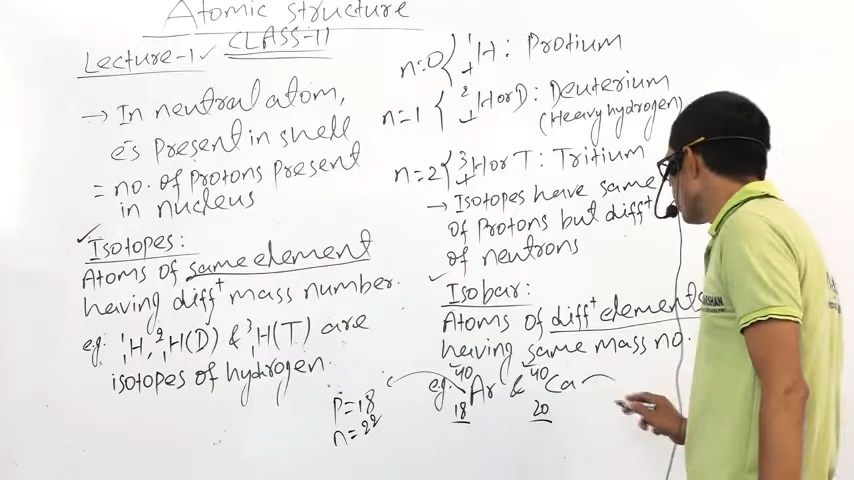 Atomic structure
Lecture-1 ✓ CLASS-11
→ In neutral atom,
e⁻s Present in shell
= no. of Protons Present
in nucleus
✓ Isotopes:
Atoms of same element
having diff⁺ mass number.
eg. ¹₁H, ²₁H(D) & ³₁H(T) are
isotopes of hydrogen.
n=0 { ¹₁H : Protium
n=1 { ²₁H or D : Deuterium
(Heavy hydrogen)
n=2 { ³₁H or T : Tritium
→ Isotopes have same
of Protons but diff⁺
of neutrons
✓ Isobar:
Atoms of diff⁺ element
having same mass no.
eg. ⁴⁰₁₈Ar & ⁴⁰₂₀Ca
P=18
n=22